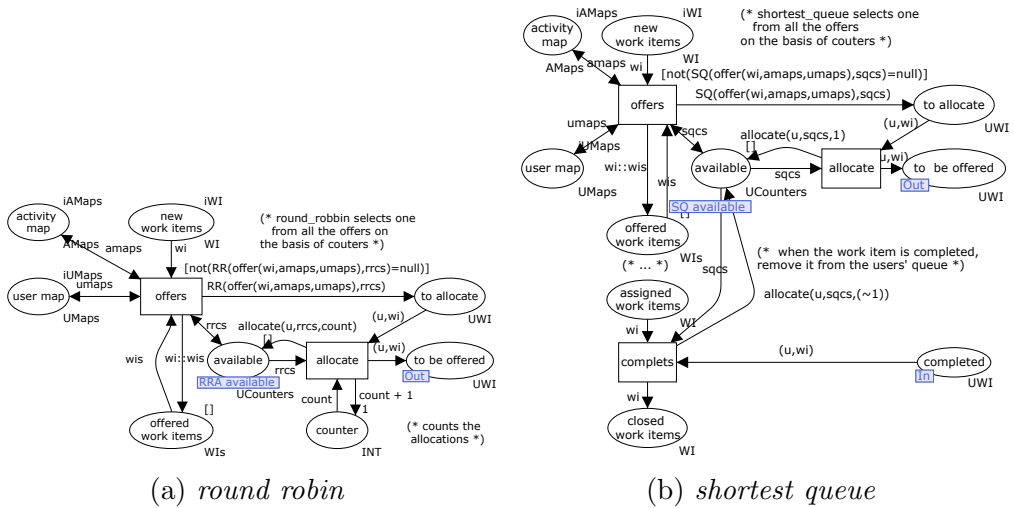 iAMaps
activity
map
AMaps
amaps
iWI
new
work items
WI
wi
(* round_robbin selects one
from all the offers on
the basis of couters *)
[not(RR(offer(wi,amaps,umaps),rrcs)=null)]
iUMaps
umaps
user map
UMaps
offers
RR(offer(wi,amaps,umaps),rrcs)
to allocate
UWI
(u,wi)
rrcs
allocate(u,rrcs,count)
[]
wis
wi::wis
available
RRA available
UCounters
rrcs
allocate
(u,wi)
to be offered
Out
UWI
count
count + 1
1
counter
INT
(* counts the
allocations *)
[]
offered
work items
WIs
(a) round robin
iAMaps
activity
map
AMaps
amaps
iWI
new
work items
WI
wi
(* shortest_queue selects one
from all the offers
on the basis of couters *)
[not(SQ(offer(wi,amaps,umaps),sqcs)=null)]
offers
SQ(offer(wi,amaps,umaps),sqcs)
to allocate
UWI
(u,wi)
umaps
iUMaps
user map
UMaps
sqcs
allocate(u,sqcs,1)
[]
wi::wis
wis
available
SQ available
UCounters
sqcs
allocate
(u,wi)
to  be offered
Out
UWI
[]
offered
work items
WIs
(* ... *)
sqcs
(*  when the work item is completed,
remove it from the users' queue *)
allocate(u,sqcs,(~1))
assigned
work items
WI
wi
complets
(u,wi)
completed
In
UWI
wi
closed
work items
WI
(b) shortest queue